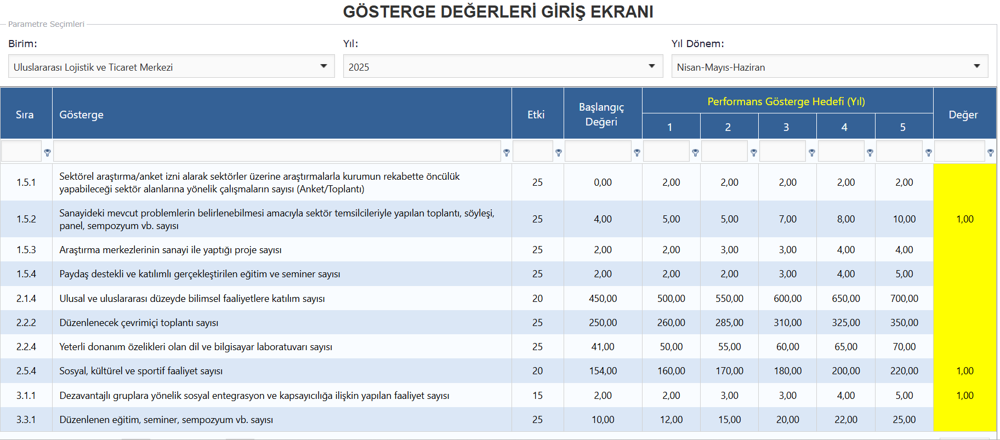 GÖSTERGE DEĞERLERİ GİRİŞ EKRANI
Parametre Seçimleri
Birim: Yıl: Yıl Dönem:
Uluslararası Lojistik ve Ticaret Merkezi 2025 Nisan-Mayıs-Haziran
Sıra Gösterge Etki Başlangıç Değeri Performans Gösterge Hedefi (Yıl) Değer
1 2 3 4 5
1.5.1 Sektörel araştırma/anket izni alarak sektörler üzerine araştırmalarla kurumun rekabette öncülük
yapabileceği sektör alanlarına yönelik çalışmaların sayısı (Anket/Toplantı) 25 0,00 2,00 2,00 2,00 2,00 2,00
1.5.2 Sanayideki mevcut problemlerin belirlenebilmesi amacıyla sektör temsilcileriyle yapılan toplantı, söyleşi,
panel, sempozyum vb. sayısı 25 4,00 5,00 5,00 7,00 8,00 10,00 1,00
1.5.3 Araştırma merkezlerinin sanayi ile yaptığı proje sayısı 25 2,00 2,00 3,00 3,00 4,00 4,00
1.5.4 Paydaş destekli ve katılımlı gerçekleştirilen eğitim ve seminer sayısı 25 2,00 2,00 2,00 3,00 4,00 5,00
2.1.4 Ulusal ve uluslararası düzeyde bilimsel faaliyetlere katılım sayısı 20 450,00 500,00 550,00 600,00 650,00 700,00
2.2.2 Düzenlenecek çevrimiçi toplantı sayısı 25 250,00 260,00 285,00 310,00 325,00 350,00
2.2.4 Yeterli donanım özelikleri olan dil ve bilgisayar laboratuvarı sayısı 25 41,00 50,00 55,00 60,00 65,00 70,00
2.5.4 Sosyal, kültürel ve sportif faaliyet sayısı 20 154,00 160,00 170,00 180,00 200,00 220,00 1,00
3.1.1 Dezavantajlı gruplara yönelik sosyal entegrasyon ve kapsayıcılığa ilişkin yapılan faaliyet sayısı 15 2,00 2,00 3,00 3,00 4,00 5,00 1,00
3.3.1 Düzenlenen eğitim, seminer, sempozyum vb. sayısı 25 10,00 12,00 15,00 20,00 22,00 25,00